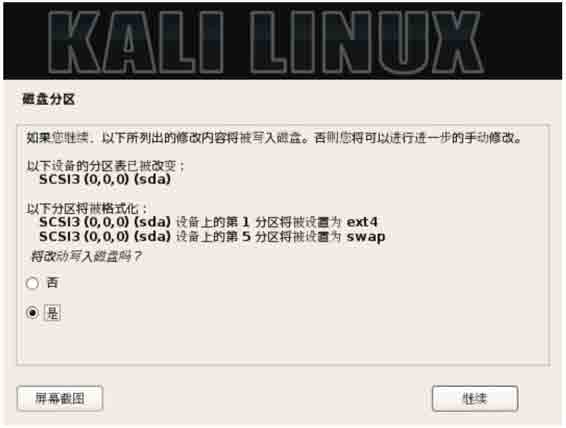 KALI LINUX
磁盘分区
如果您继续，以下所列出的修改内容将被写入磁盘。否则您将可以进行进一步的手动修改。
以下设备的分区表已被改变：
SCSI3 (0,0,0) (sda)
以下分区将被格式化：
SCSI3 (0,0,0) (sda) 设备上的第 1 分区将被设置为 ext4
SCSI3 (0,0,0) (sda) 设备上的第 5 分区将被设置为 swap
将改动写入磁盘吗？
否
是
屏幕截图
继续